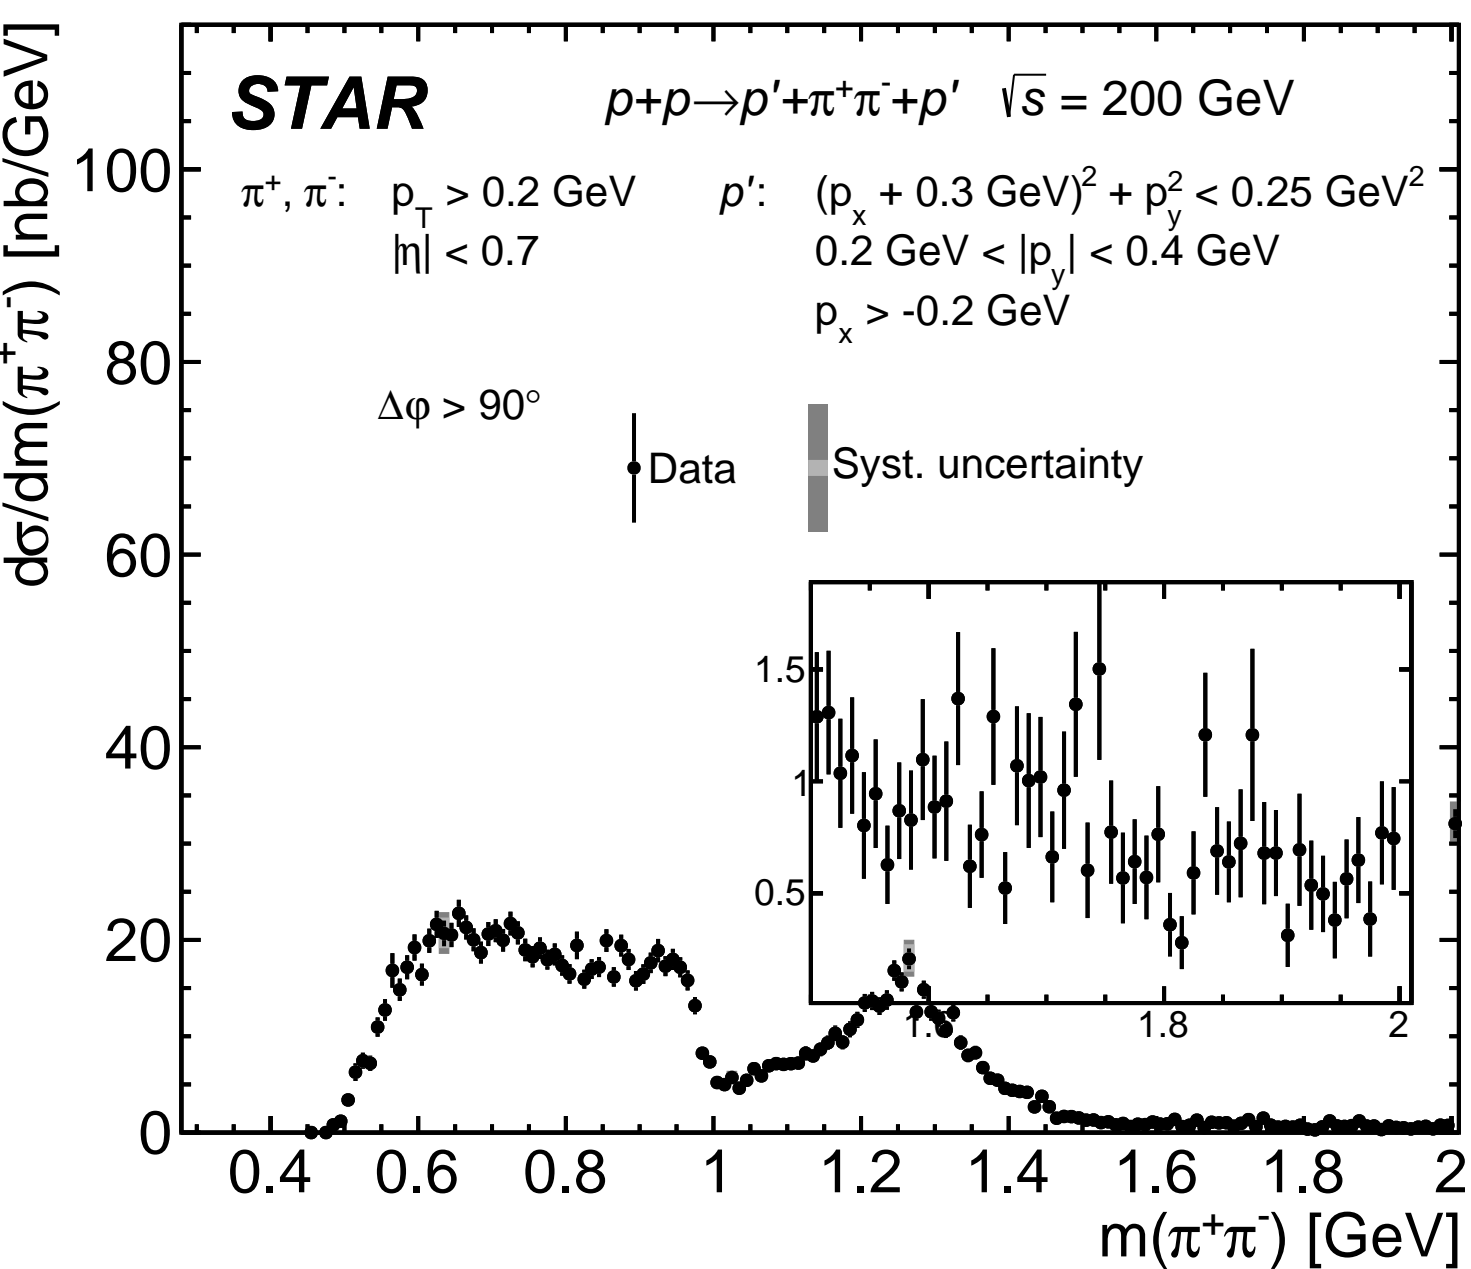 STAR p+p→p′+π⁺π⁻+p′ √s = 200 GeV
π⁺, π⁻: p_T > 0.2 GeV p′: (p_x + 0.3 GeV)² + p_y² < 0.25 GeV²
|η| < 0.7 0.2 GeV < |p_y| < 0.4 GeV
p_x > -0.2 GeV
Δφ > 90°
Data Syst. uncertainty
dσ/dm(π⁺π⁻) [nb/GeV]
100
80
60
40
20
0
1.5
1
0.5
1.8 2
0.4 0.6 0.8 1 1.2 1.4 1.6 1.8 2
m(π⁺π⁻) [GeV]